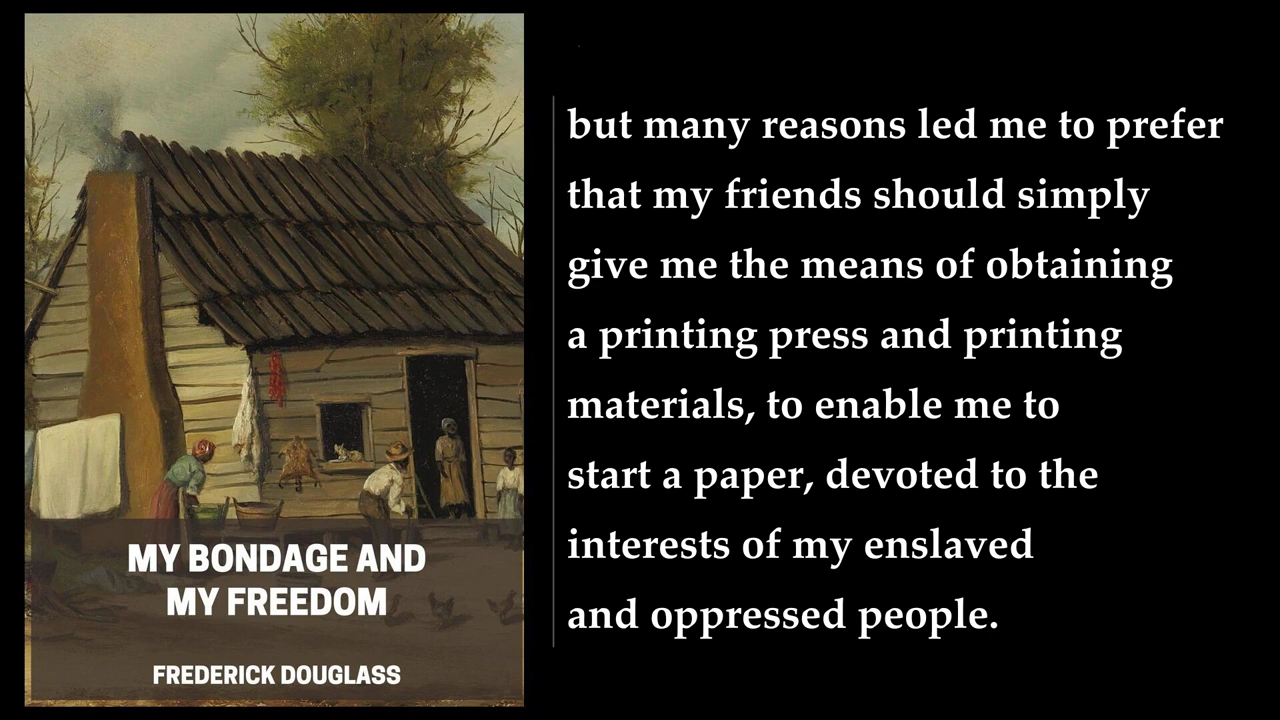 MY BONDAGE AND
MY FREEDOM
FREDERICK DOUGLASS
but many reasons led me to prefer
that my friends should simply
give me the means of obtaining
a printing press and printing
materials, to enable me to
start a paper, devoted to the
interests of my enslaved
and oppressed people.